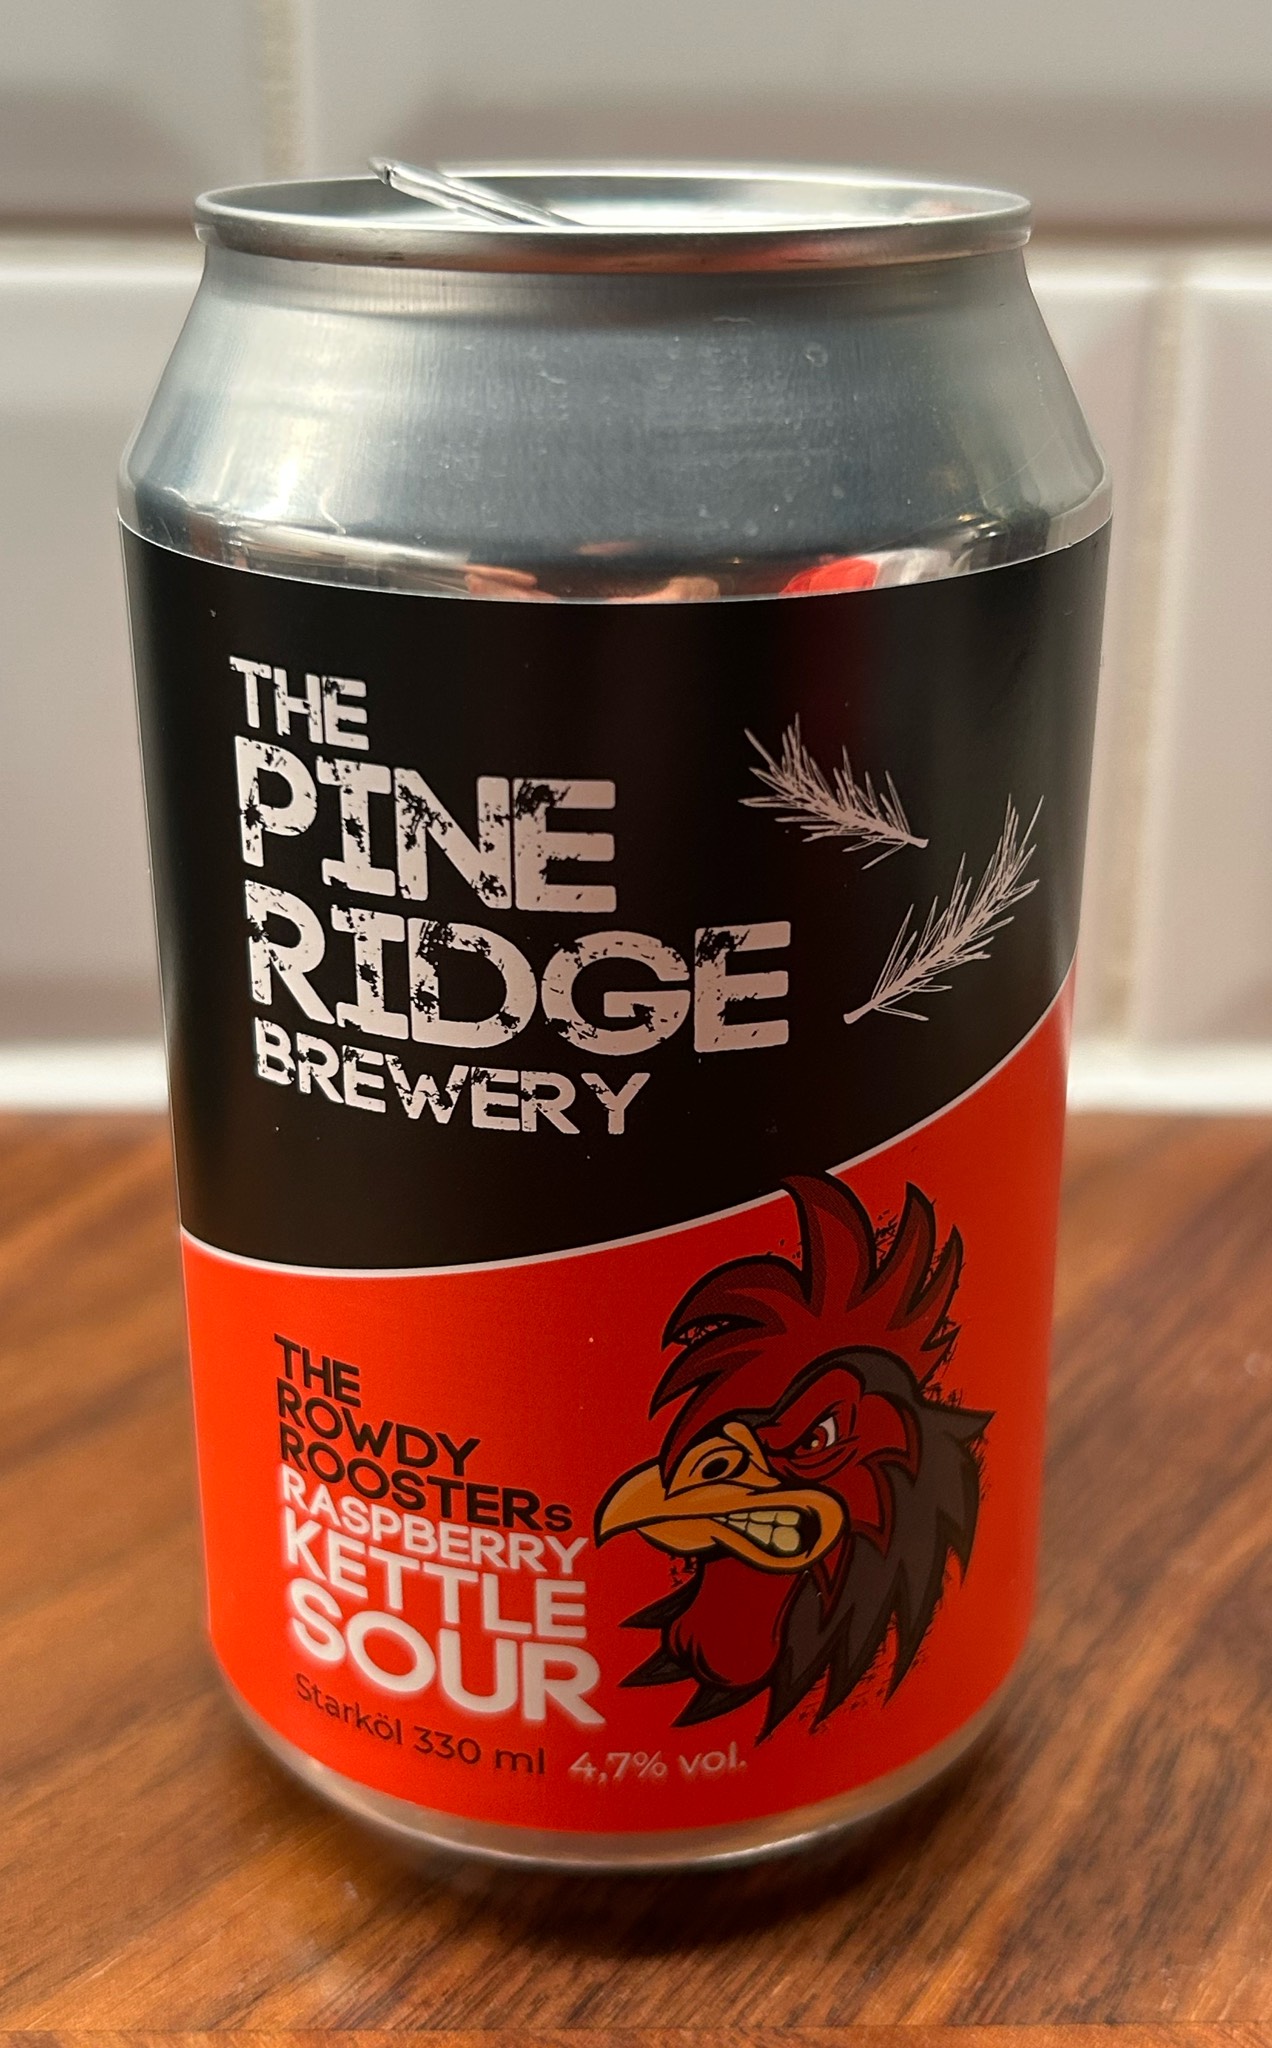 THE
PINE
RIDGE
BREWERY
THE
ROWDY
ROOSTERs
RASPBERRY
KETTLE
SOUR
Starköl 330 ml 4,7% vol.